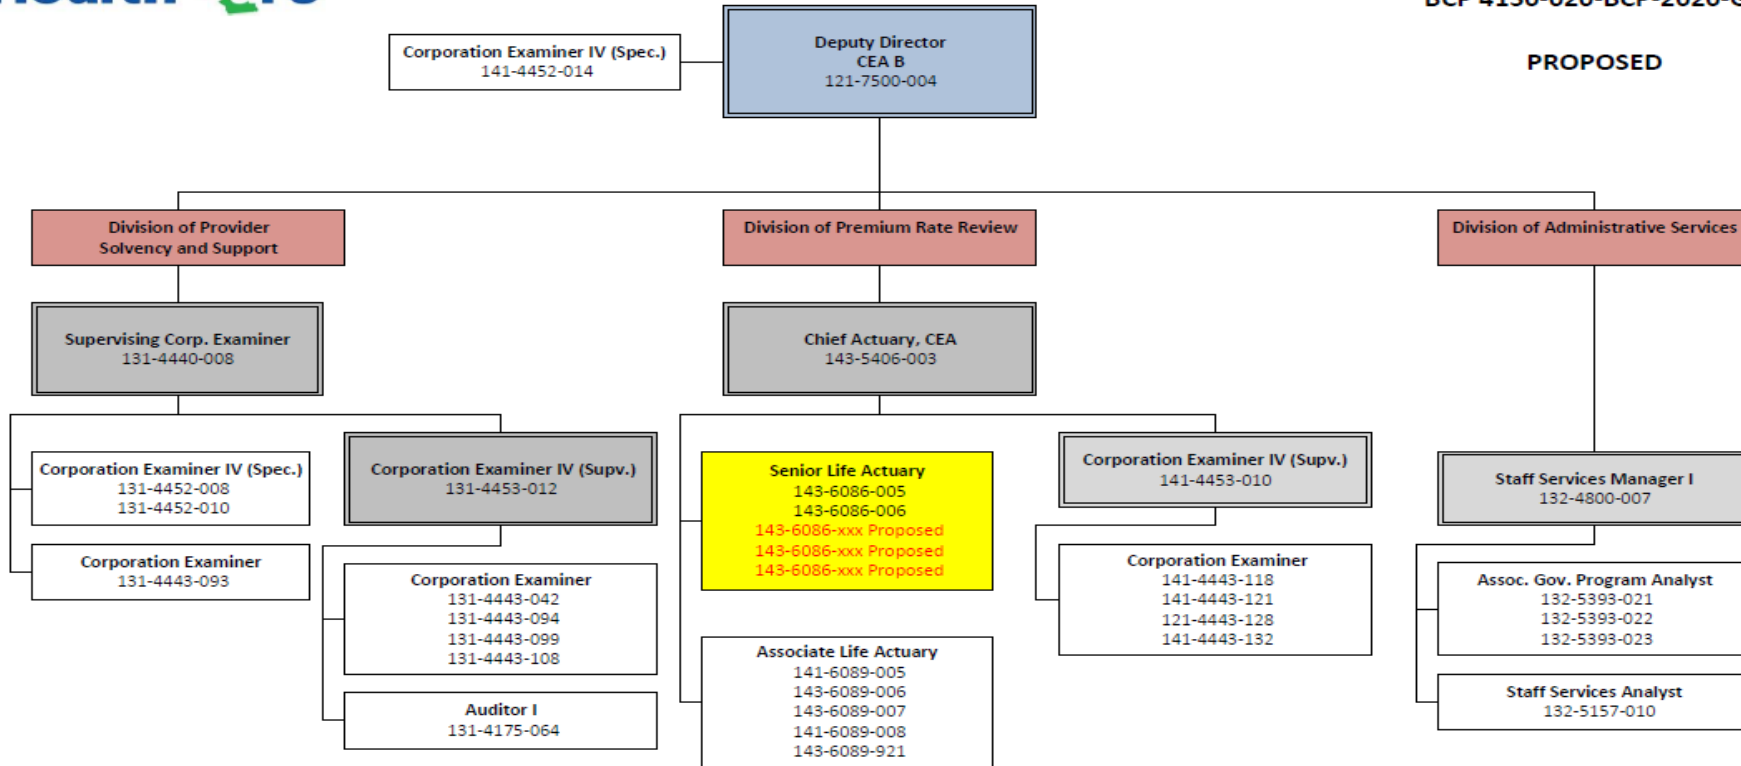 PROPOSED
Corporation Examiner IV (Spec.)
141-4452-014
Deputy Director
CEA B
121-7500-004
Division of Provider
Solvency and Support
Division of Premium Rate Review
Division of Administrative Services
Supervising Corp. Examiner
131-4440-008
Chief Actuary, CEA
143-5406-003
Corporation Examiner IV (Spec.)
131-4452-008
131-4452-010
Corporation Examiner
131-4443-093
Corporation Examiner IV (Supv.)
131-4453-012
Corporation Examiner
131-4443-042
131-4443-094
131-4443-099
131-4443-108
Auditor I
131-4175-064
Senior Life Actuary
143-6086-005
143-6086-006
143-6086-xxx Proposed
143-6086-xxx Proposed
143-6086-xxx Proposed
Associate Life Actuary
141-6089-005
143-6089-006
143-6089-007
141-6089-008
143-6089-921
Corporation Examiner IV (Supv.)
141-4453-010
Corporation Examiner
141-4443-118
141-4443-121
121-4443-128
141-4443-132
Staff Services Manager I
132-4800-007
Assoc. Gov. Program Analyst
132-5393-021
132-5393-022
132-5393-023
Staff Services Analyst
132-5157-010